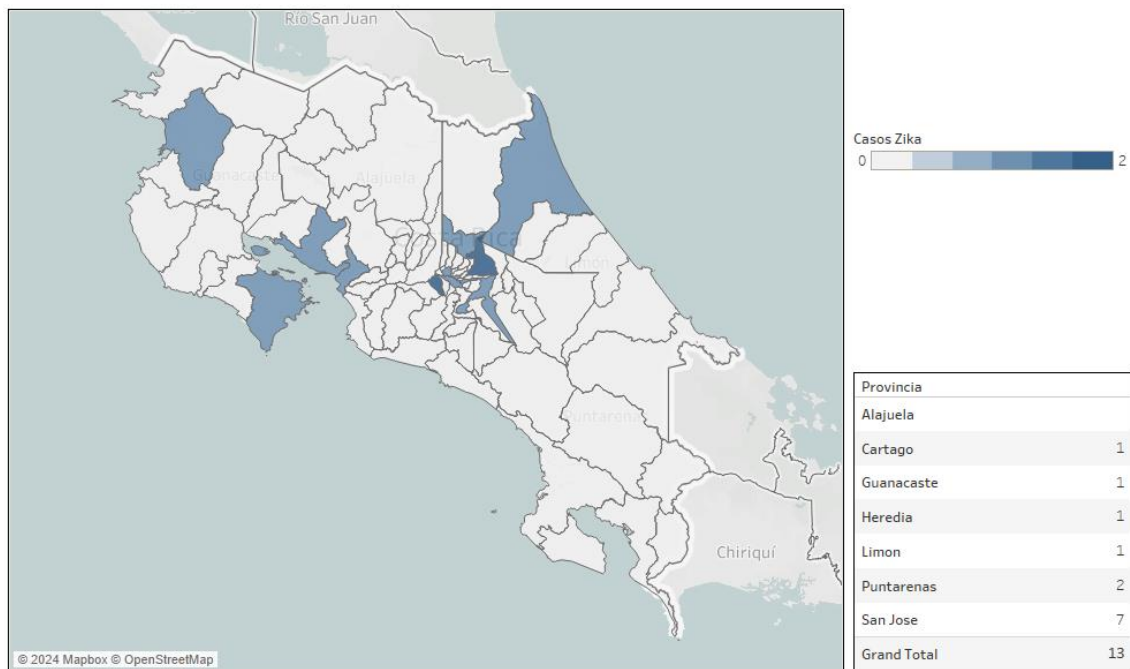 Río San Juan
Guanacaste
Alajuela
Costa Rica
Limón
Puntarenas
Chiriquí
© 2024 Mapbox © OpenStreetMap
Casos Zika
0 2
Provincia
Alajuela
Cartago 1
Guanacaste 1
Heredia 1
Limon 1
Puntarenas 2
San Jose 7
Grand Total 13